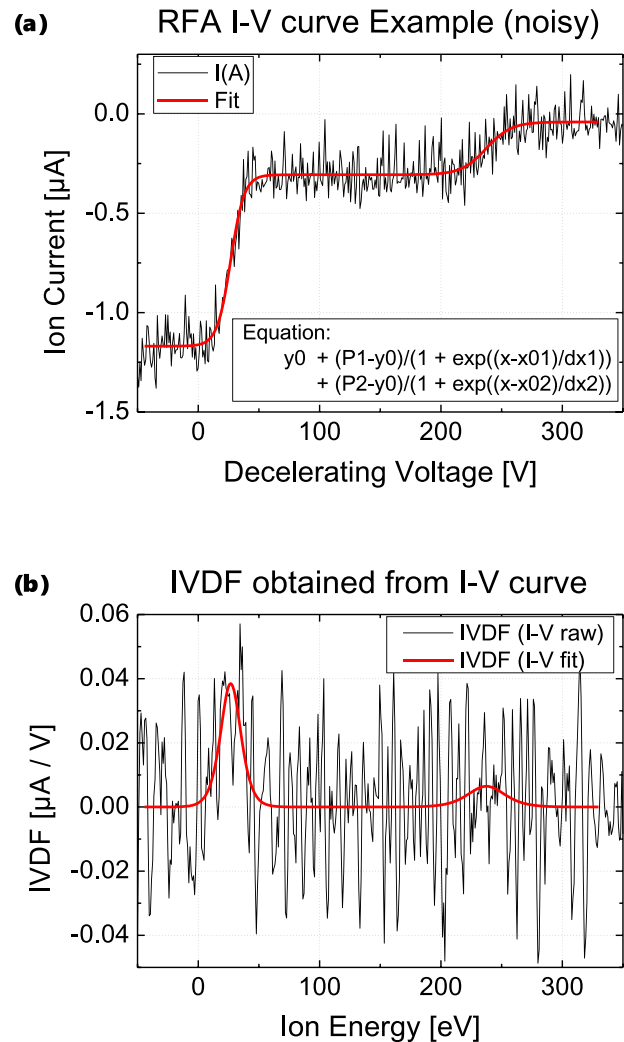 (a) RFA I-V curve Example (noisy)
I(A)
Fit
0.0
-0.5
-1.0
-1.5
Ion Current [µA]
Equation:
y0 + (P1-y0)/(1 + exp((x-x01)/dx1))
+ (P2-y0)/(1 + exp((x-x02)/dx2))
0 100 200 300
Decelerating Voltage [V]
(b) IVDF obtained from I-V curve
IVDF (I-V raw)
IVDF (I-V fit)
0.06
0.04
0.02
0.00
-0.02
-0.04
IVDF [µA / V]
0 100 200 300
Ion Energy [eV]